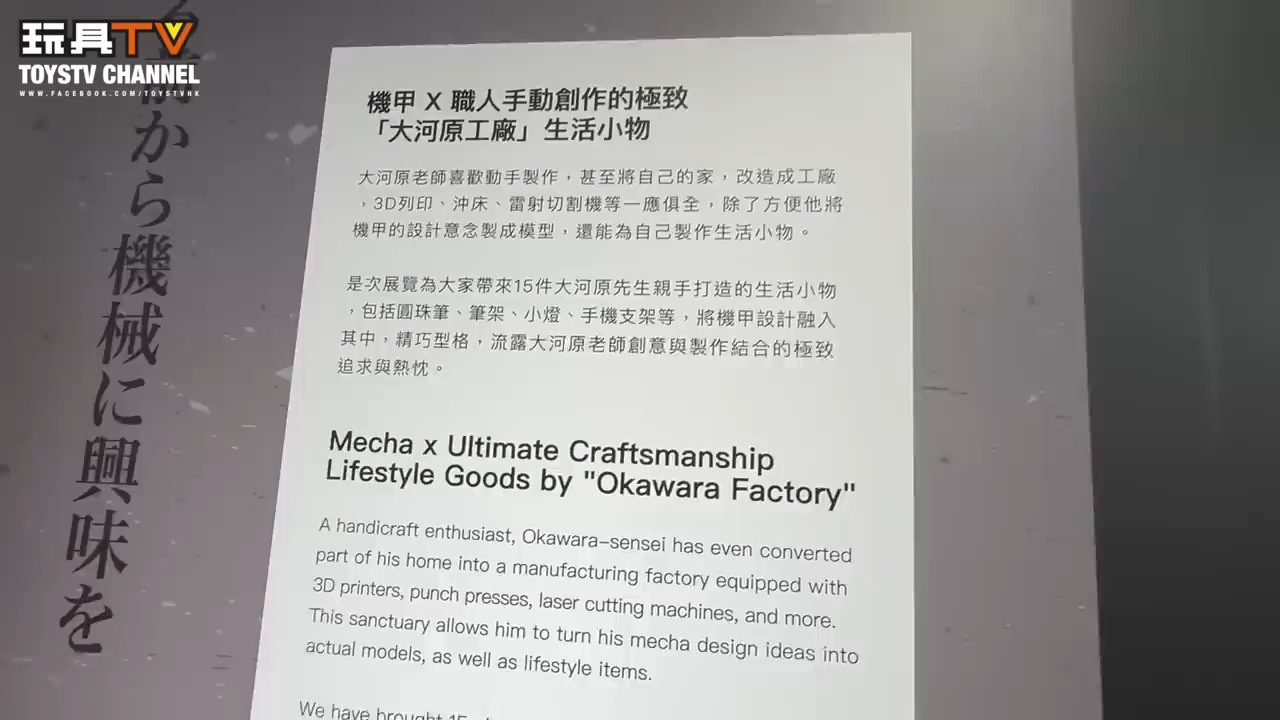 玩具TV
TOYSTV CHANNEL
WWW.FACEBOOK.COM/TOYSTVHK
前から機械に興味を
機甲 X 職人手動創作的極致
「大河原工廠」生活小物
大河原老師喜歡動手製作，甚至將自己的家，改造成工廠
，3D列印、沖床、雷射切割機等一應俱全，除了方便他將
機甲的設計意念製成模型，還能為自己製作生活小物。
是次展覽為大家帶來15件大河原先生親手打造的生活小物
，包括圓珠筆、筆架、小燈、手機支架等，將機甲設計融入
其中，精巧型格，流露大河原老師創意與製作結合的極致
追求與熱忱。
Mecha x Ultimate Craftsmanship
Lifestyle Goods by "Okawara Factory"
A handicraft enthusiast, Okawara-sensei has even converted
part of his home into a manufacturing factory equipped with
3D printers, punch presses, laser cutting machines, and more.
This sanctuary allows him to turn his mecha design ideas into
actual models, as well as lifestyle items.
We have brought 15